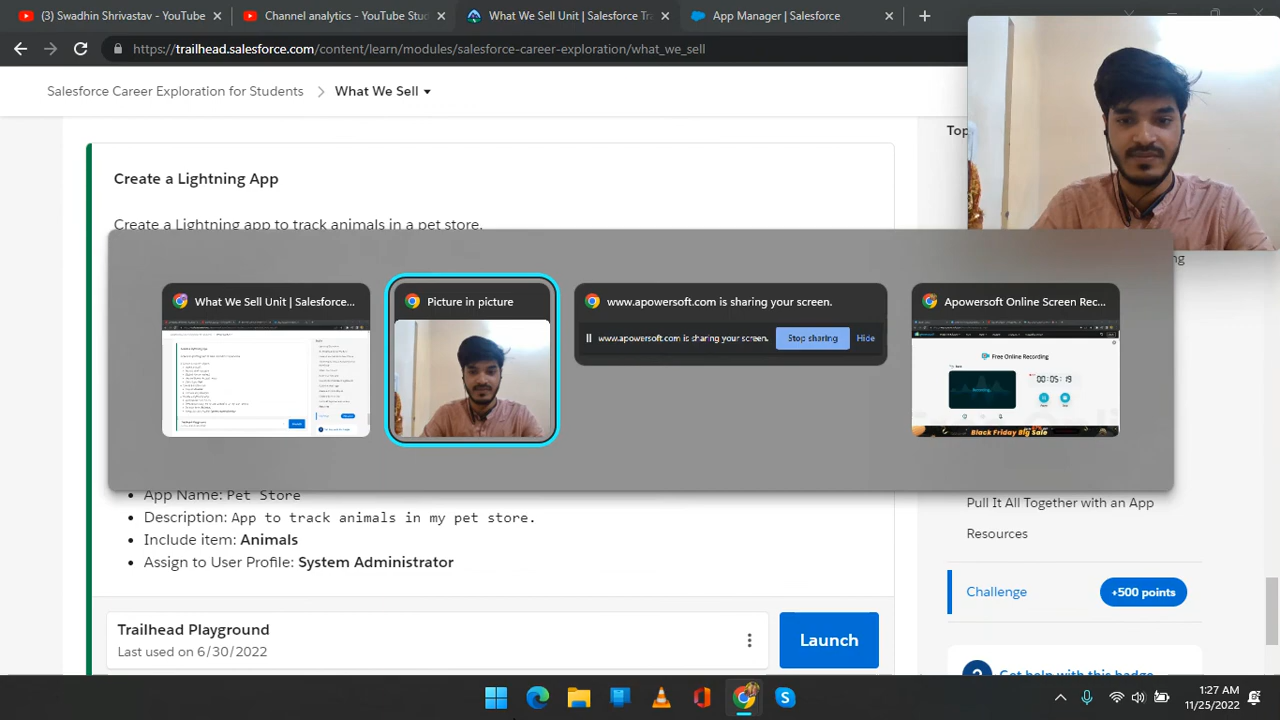 (3) Swadhin Shrivastav - YouTube
Channel analytics - YouTube Stud
What We Sell Unit | Salesforce Tra
App Manager | Salesforce
https://trailhead.salesforce.com/content/learn/modules/salesforce-career-exploration/what_we_sell
Salesforce Career Exploration for Students
What We Sell
Create a Lightning App
Create a Lightning app to track animals in a pet store.
What We Sell Unit | Salesforce...
Picture in picture
www.apowersoft.com is sharing your screen.
www.apowersoft.com is sharing your screen.
Stop sharing
Hide
Apowersoft Online Screen Rec...
Free Online Recording
00:05:19
Black Friday Big Sale
App Name: Pet Store
Description: App to track animals in my pet store.
Include item: Animals
Assign to User Profile: System Administrator
Trailhead Playground
Last used on 6/30/2022
Launch
Pull It All Together with an App
Resources
Challenge
+500 points
Get help with this badge
1:27 AM
11/25/2022